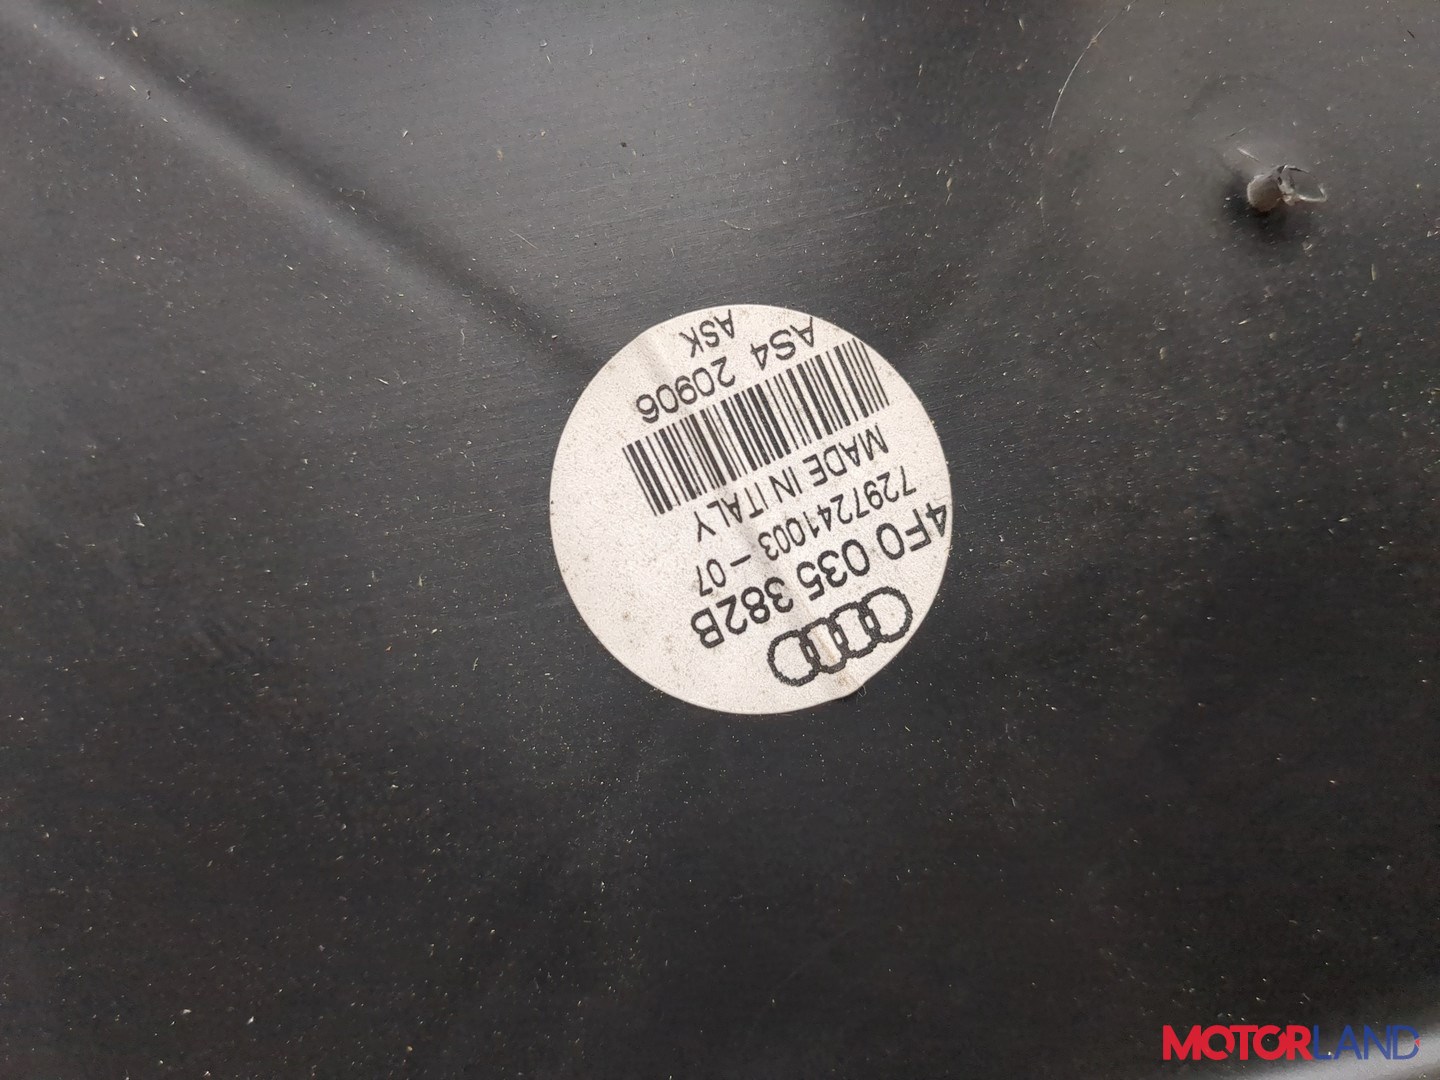 4F0 035 382B
7297241003 - 07
MADE IN ITALY
AS4 20906
ASK
MOTORLAND